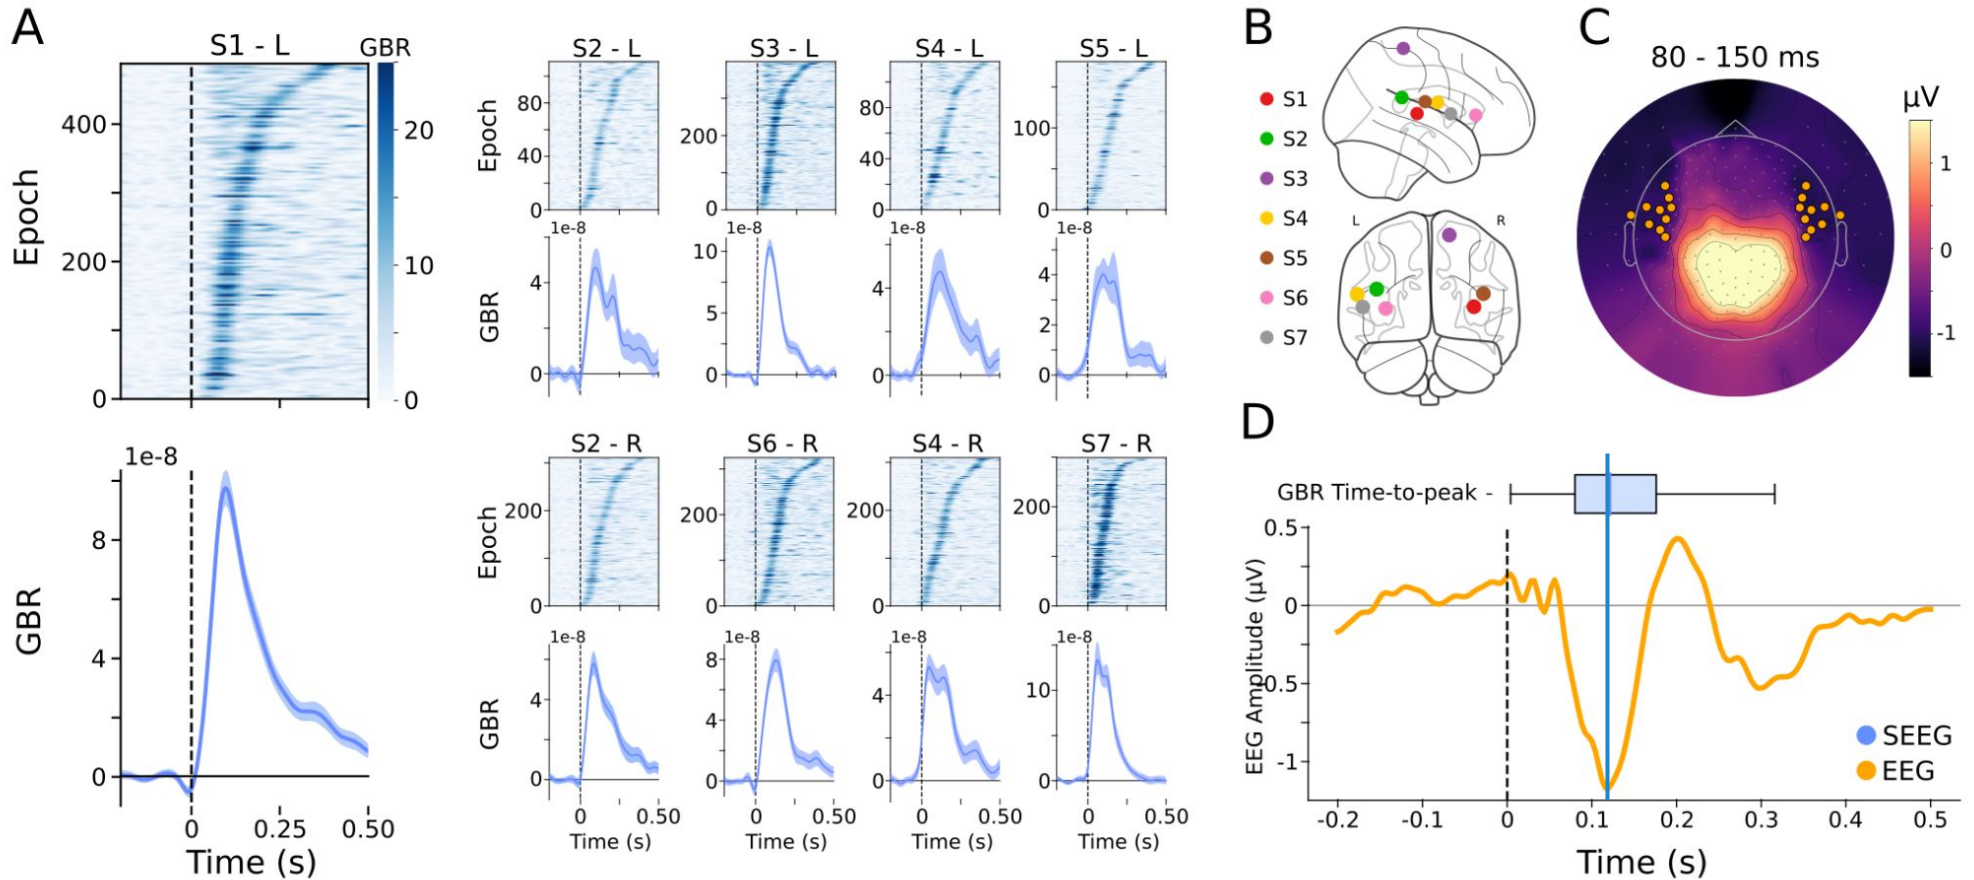 A
S1 - L
GBR
Epoch
400
300
200
100
0
20
10
0
1e-8
GBR
8
4
0
0 0.25 0.50
Time (s)
S2 - L
S3 - L
S4 - L
S5 - L
Epoch
80
40
0
200
0
80
40
0
100
0
1e-8
GBR
4
0
10
5
0
4
0
4
2
0
S2 - R
S6 - R
S4 - R
S7 - R
Epoch
200
0
200
0
200
0
200
0
1e-8
1e-8
1e-8
1e-8
GBR
4
0
8
4
0
4
0
10
0
0 0.50
0 0.50
0 0.50
0 0.50
Time (s)
Time (s)
Time (s)
Time (s)
B
S1
S2
S3
S4
S5
S6
S7
L
R
C
80 - 150 ms
µV
1
0
-1
D
GBR Time-to-peak -
EEG Amplitude (µV)
0.5
0
-0.5
-1
SEEG
EEG
-0.2 -0.1 0 0.1 0.2 0.3 0.4 0.5
Time (s)